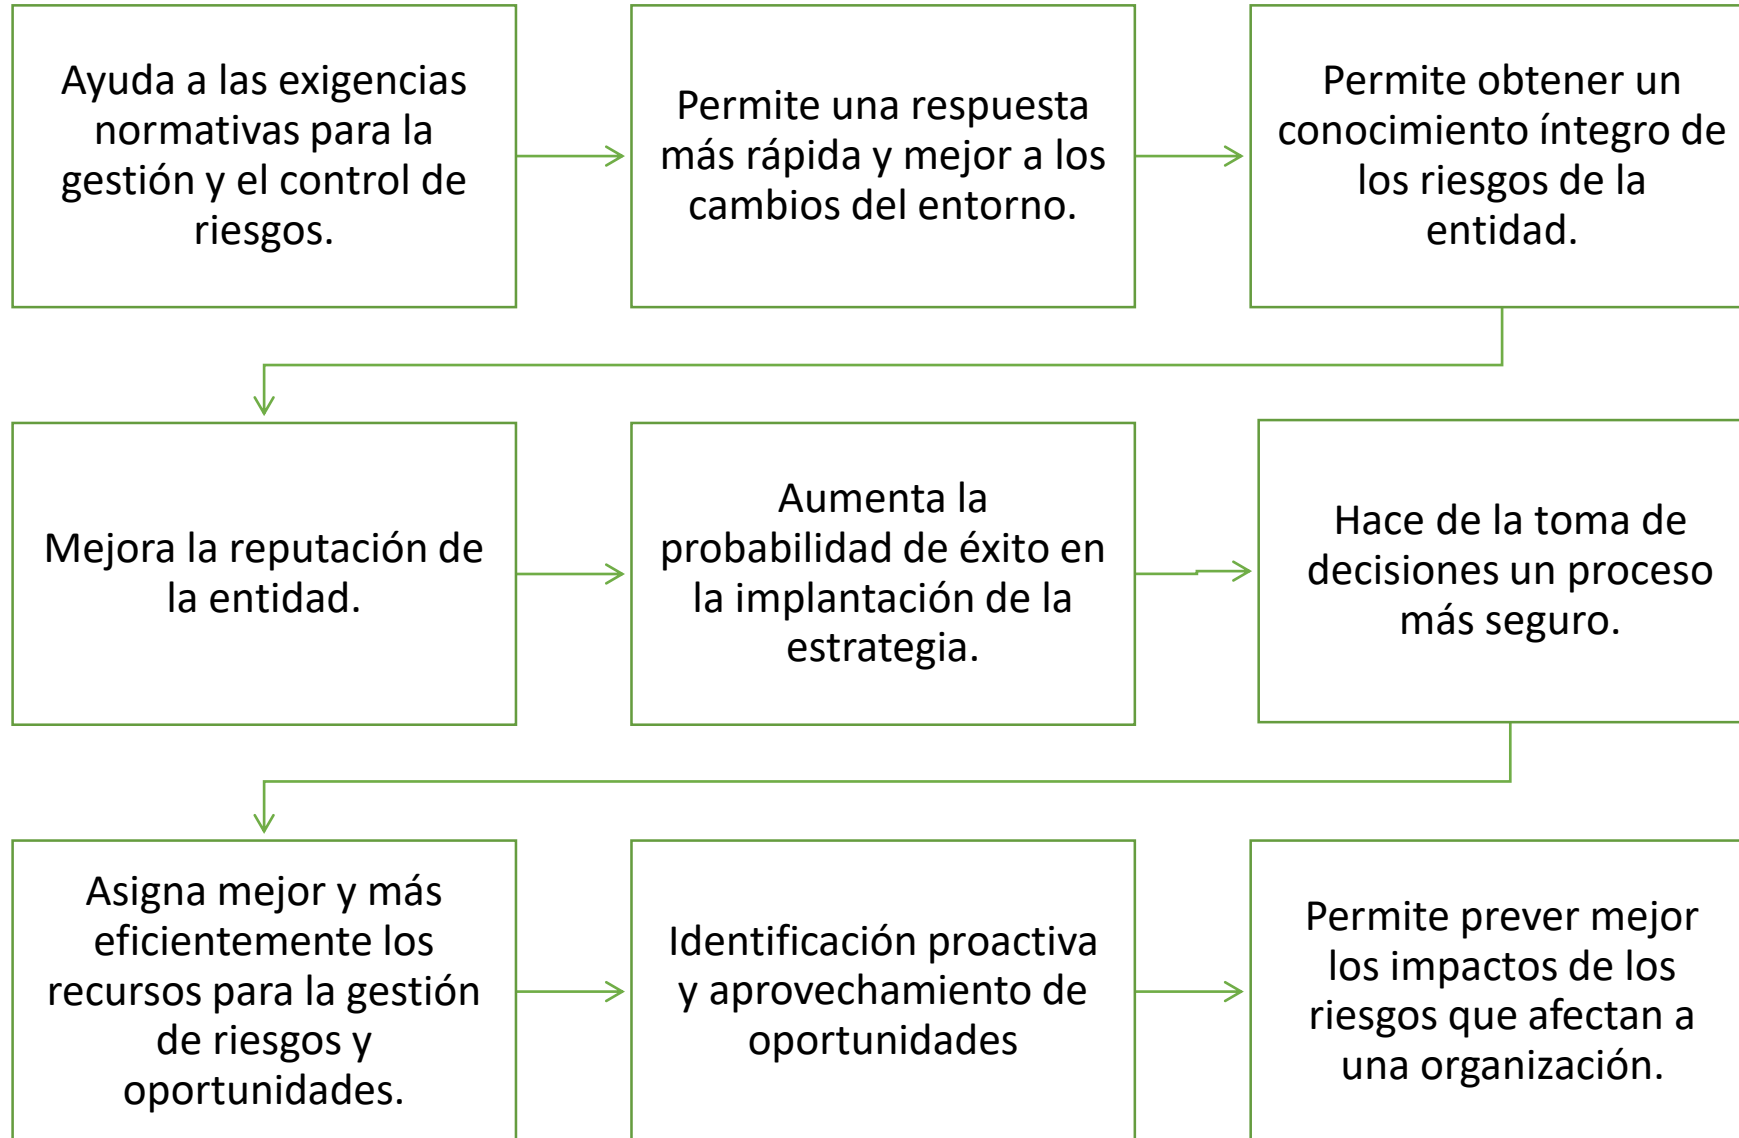 Ayuda a las exigencias
normativas para la
gestión y el control de
riesgos.
Permite una respuesta
más rápida y mejor a los
cambios del entorno.
Permite obtener un
conocimiento íntegro de
los riesgos de la
entidad.
Mejora la reputación de
la entidad.
Aumenta la
probabilidad de éxito en
la implantación de la
estrategia.
Hace de la toma de
decisiones un proceso
más seguro.
Asigna mejor y más
eficientemente los
recursos para la gestión
de riesgos y
oportunidades.
Identificación proactiva
y aprovechamiento de
oportunidades
Permite prever mejor
los impactos de los
riesgos que afectan a
una organización.